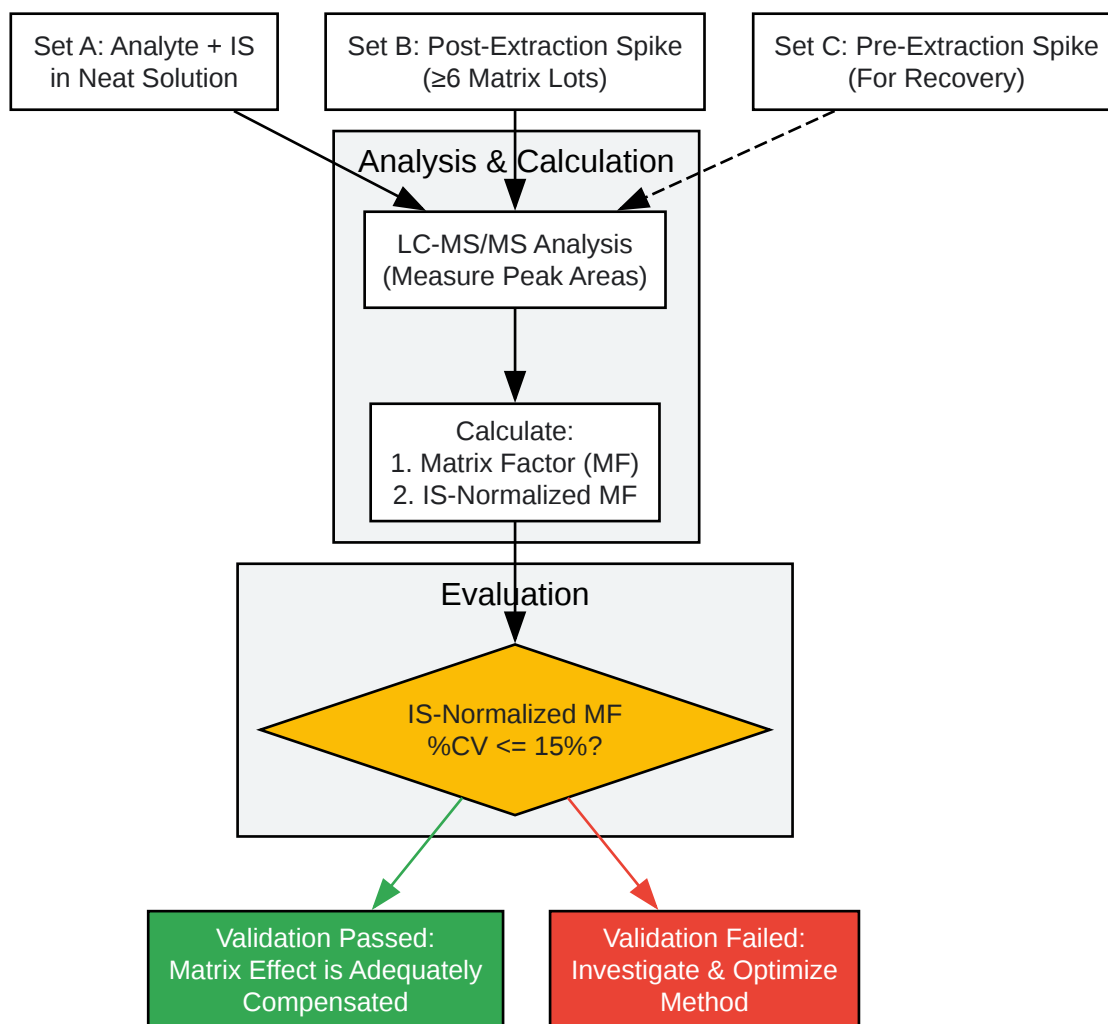 Set A: Analyte + IS
in Neat Solution
Set B: Post-Extraction Spike
(≥6 Matrix Lots)
Set C: Pre-Extraction Spike
(For Recovery)
Analysis & Calculation
LC-MS/MS Analysis
(Measure Peak Areas)
Calculate:
1. Matrix Factor (MF)
2. IS-Normalized MF
Evaluation
IS-Normalized MF
%CV <= 15%?
Validation Passed:
Matrix Effect is Adequately
Compensated
Validation Failed:
Investigate & Optimize
Method